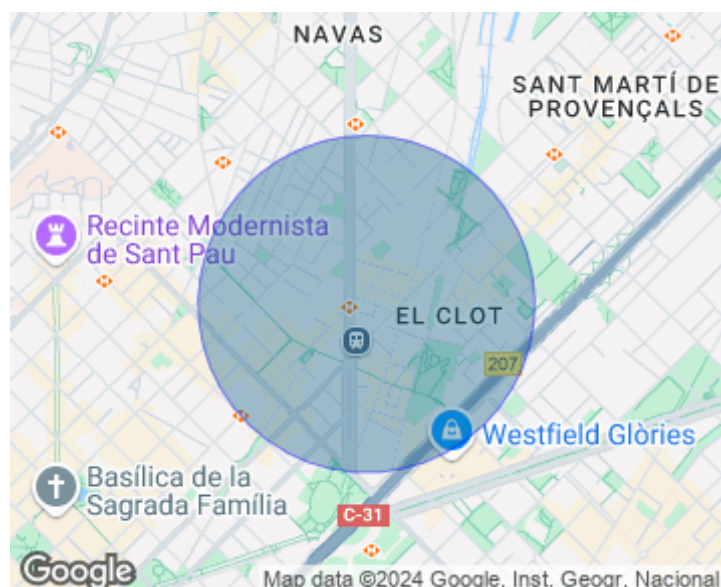 NAVAS
SANT MARTÍ DE
PROVENÇALS
Recinte Modernista
de Sant Pau
EL CLOT
207
Westfield Glòries
Basílica de la
Sagrada Família
C-31
Google
Map data ©2024 Google, Inst. Geogr. Nacional